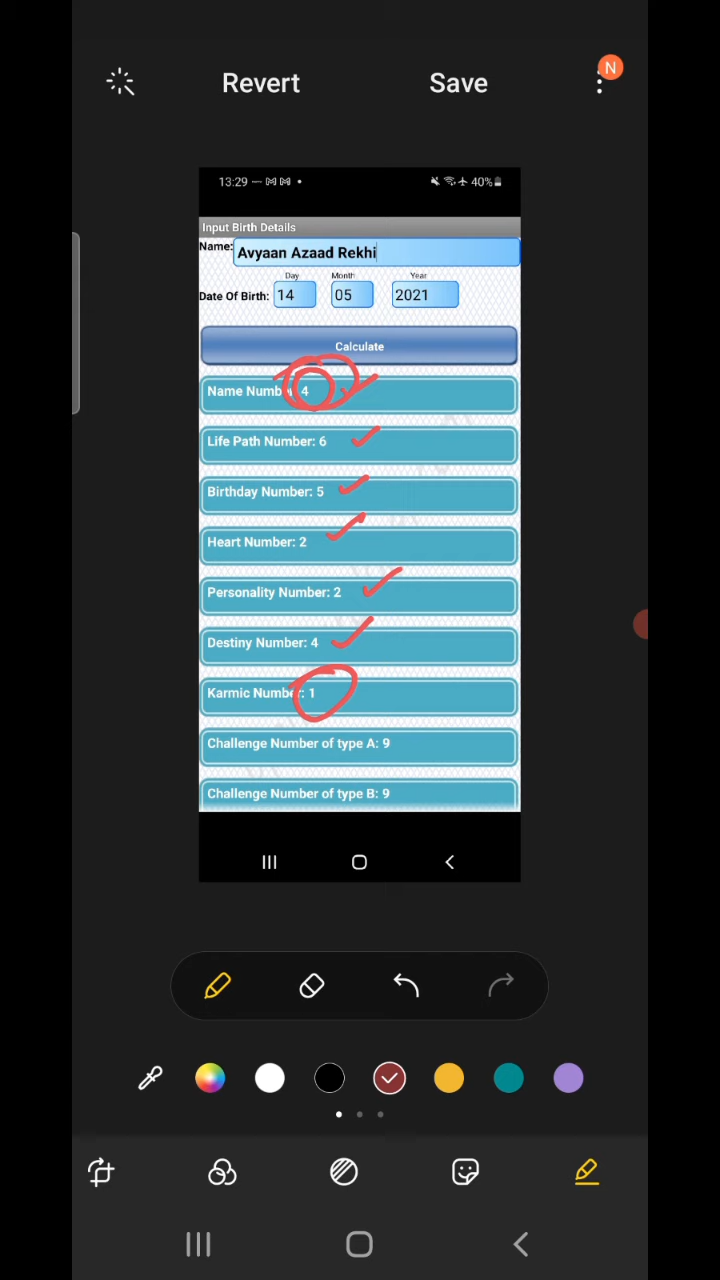 Revert Save N
13:29 40%
Input Birth Details
Name: Avyaan Azaad Rekhi
Day Month Year
Date Of Birth: 14 05 2021
Calculate
Name Number: 4
Life Path Number: 6
Birthday Number: 5
Heart Number: 2
Personality Number: 2
Destiny Number: 4
Karmic Number: 1
Challenge Number of type A: 9
Challenge Number of type B: 9